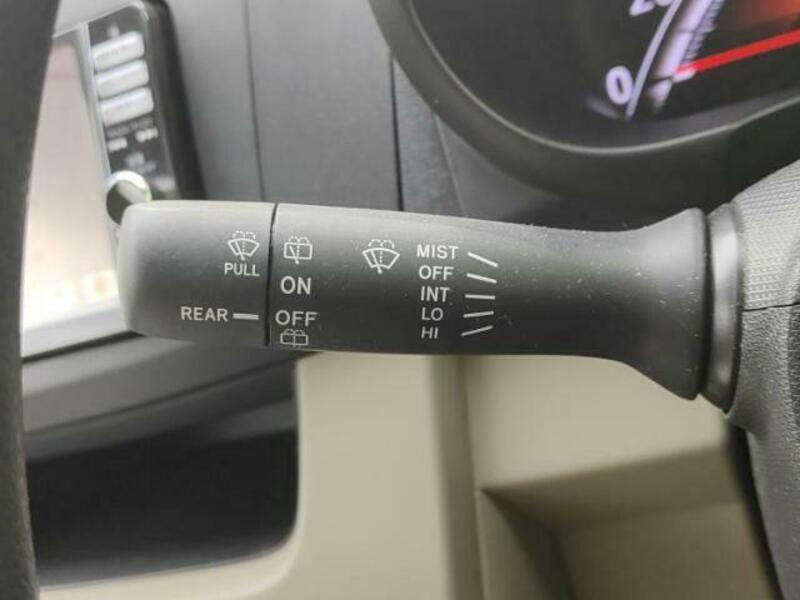 PULL
REAR
ON
OFF
MIST
OFF
INT
LO
HI
0